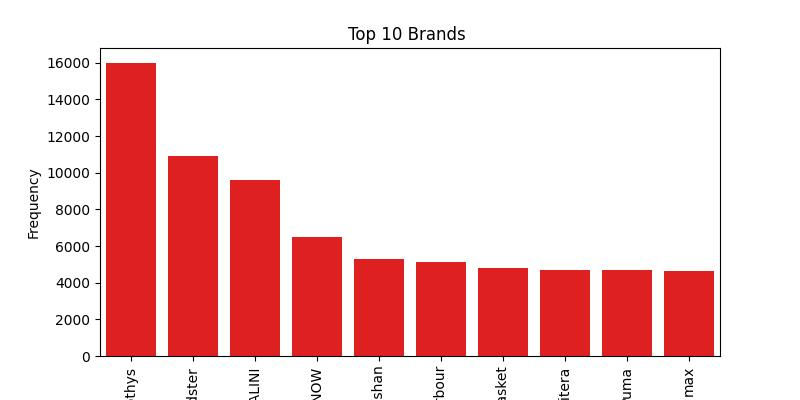 Top 10 Brands
Frequency
16000
14000
12000
10000
8000
6000
4000
2000
0
thys
dster
ALINI
NOW
shan
rbour
asket
itera
uma
max